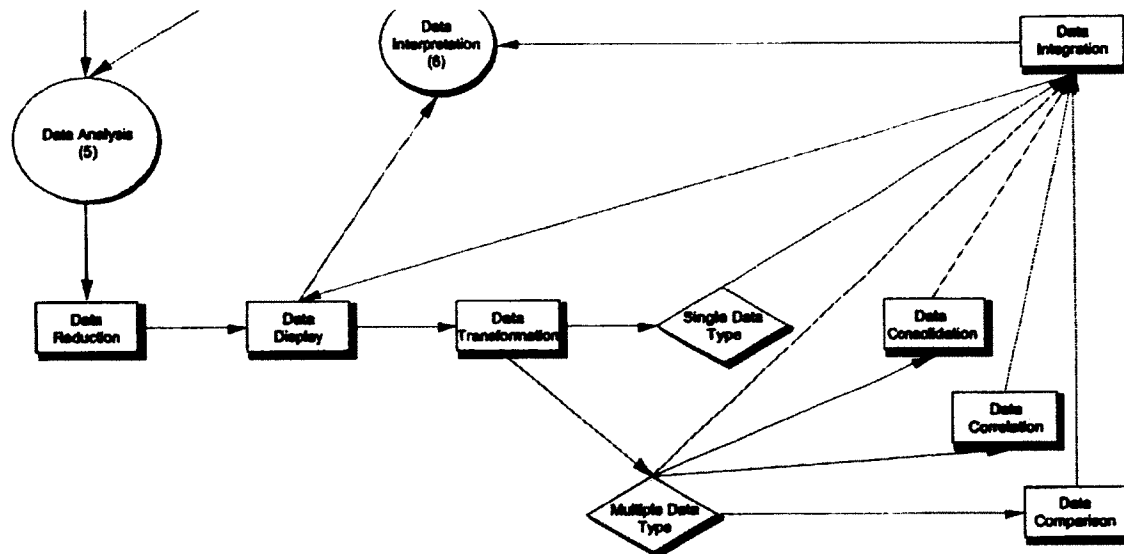 Data
Interpretation
(6)
Data
Integration
Data Analysis
(5)
Data
Reduction
Data
Display
Data
Transformation
Single Data
Type
Data
Consolidation
Data
Correlation
Multiple Data
Type
Data
Comparison